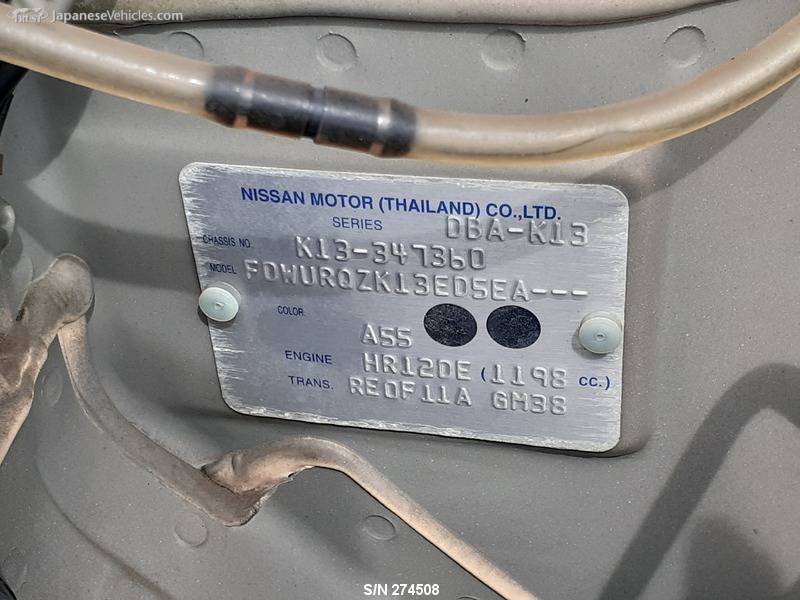 TRUST JapaneseVehicles.com
NISSAN MOTOR (THAILAND) CO.,LTD.
SERIES DBA-K13
CHASSIS NO. K13-347360
MODEL FDWURQZK13EDSEA---
COLOR A55
ENGINE HR12DE (1198 CC.)
TRANS. RE0F11A GM38
S/N 274508